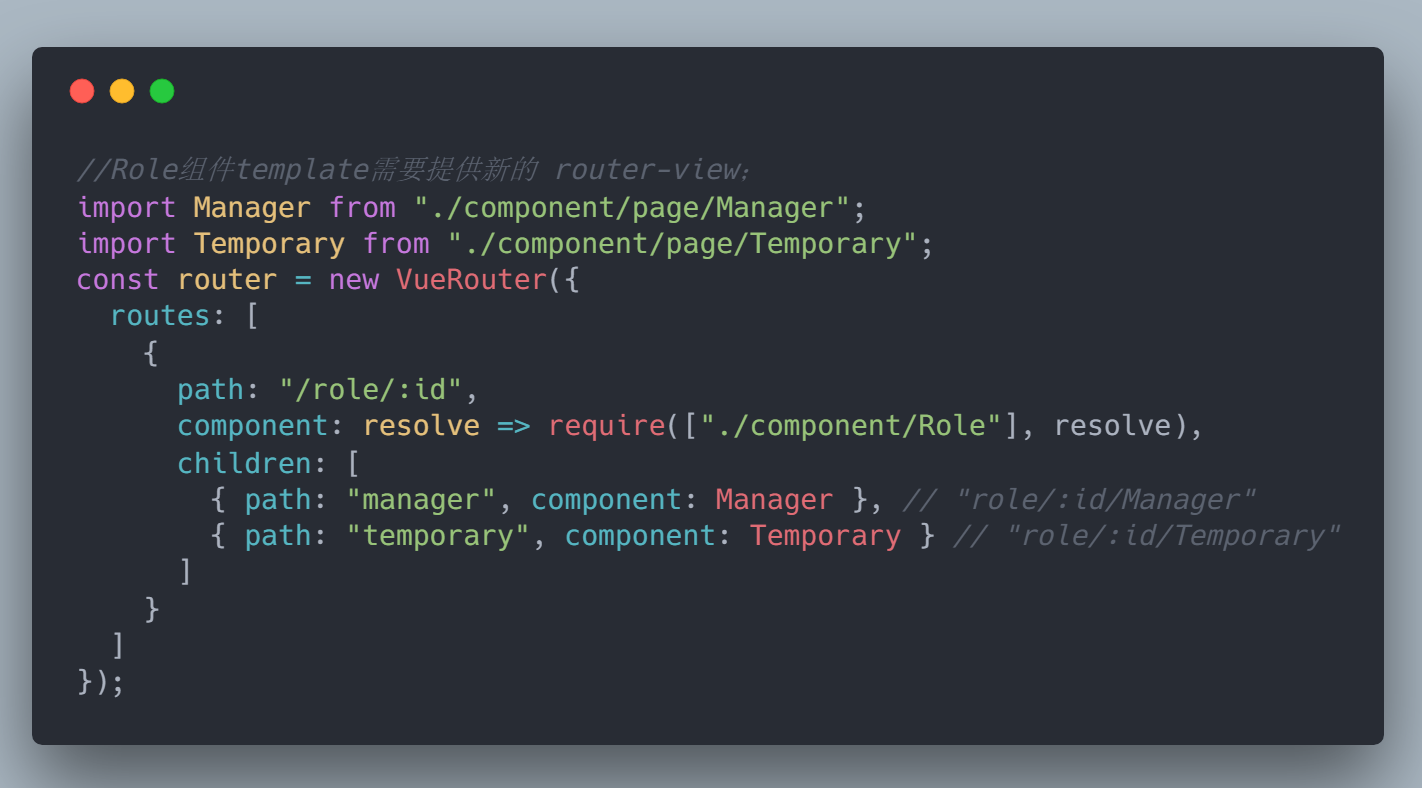 //Role组件template需要提供新的 router-view;
import Manager from "./component/page/Manager";
import Temporary from "./component/page/Temporary";
const router = new VueRouter({
  routes: [
    {
      path: "/role/:id",
      component: resolve => require(["./component/Role"], resolve),
      children: [
        { path: "manager", component: Manager }, // "role/:id/Manager"
        { path: "temporary", component: Temporary } // "role/:id/Temporary"
      ]
    }
  ]
});